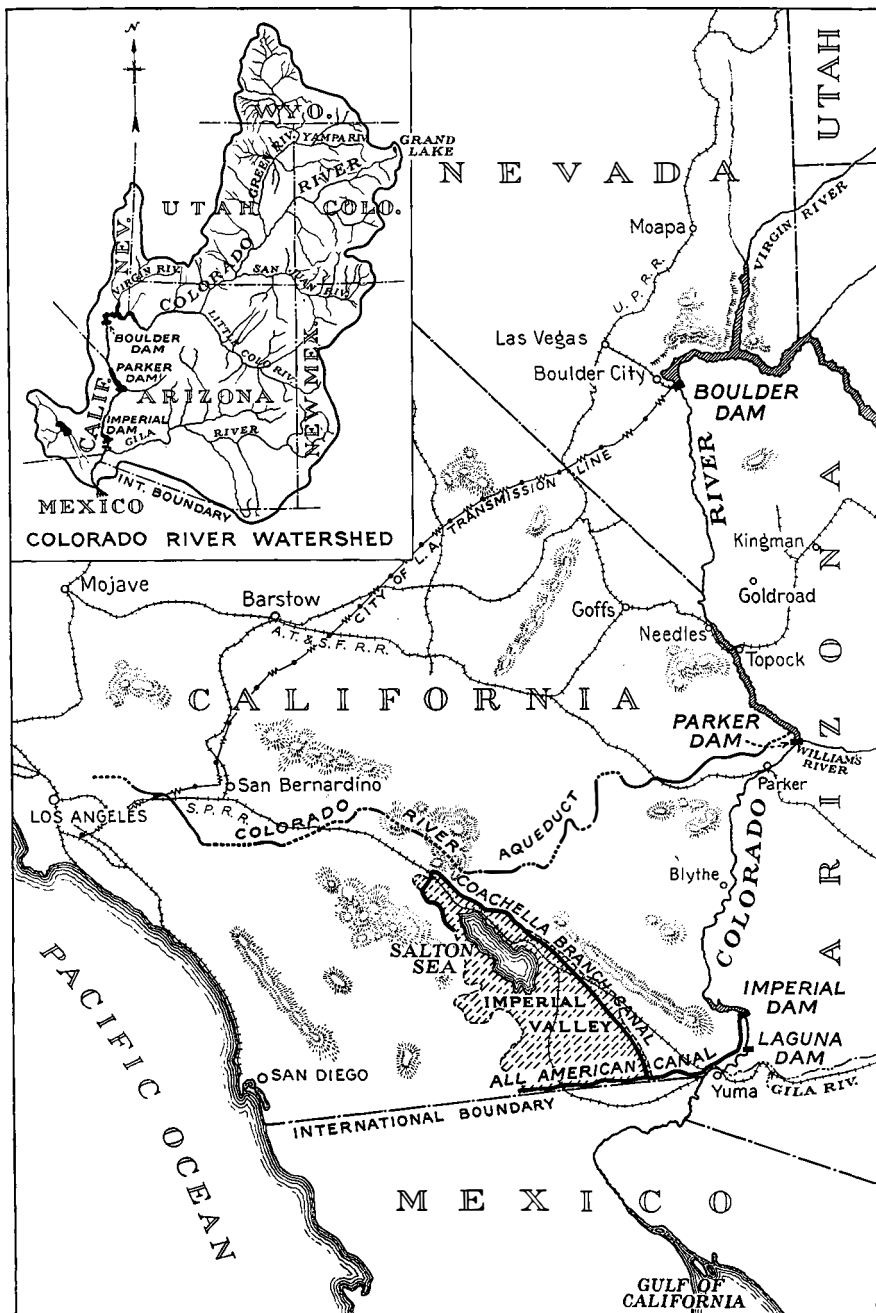 N
WYO.
YAMPA RIV.
GRAND
LAKE
GREEN RIV.
RIVER
UTAH
COLO.
NEV.
COLORADO
VIRGIN RIV.
SAN JUAN RIV.
LITTLE COLO RIV.
BOULDER
DAM
PARKER
DAM
CALIF.
ARIZONA
NEW MEX.
IMPERIAL
DAM
GILA
RIVER
INT. BOUNDARY
MEXICO
COLORADO RIVER WATERSHED
UTAH
NEVADA
VIRGIN RIVER
Moapa
U.P.R.R.
Las Vegas
Boulder City
BOULDER
DAM
RIVER
CITY OF L.A. TRANSMISSION LINE
Kingman
Goldroad
Mojave
Barstow
A.T. & S.F. R.R.
Goffs
Needles
Topock
CALIFORNIA
ARIZONA
PARKER
DAM
WILLIAM'S
RIVER
Parker
San Bernardino
LOS ANGELES
S.P.R.R.
COLORADO
RIVER
AQUEDUCT
Blythe
COLORADO
COACHELLA BRANCH CANAL
SALTON
SEA
IMPERIAL
VALLEY
IMPERIAL
DAM
LAGUNA
DAM
ALL AMERICAN CANAL
Yuma
GILA RIV.
SAN DIEGO
INTERNATIONAL BOUNDARY
PACIFIC OCEAN
MEXICO
GULF OF
CALIFORNIA